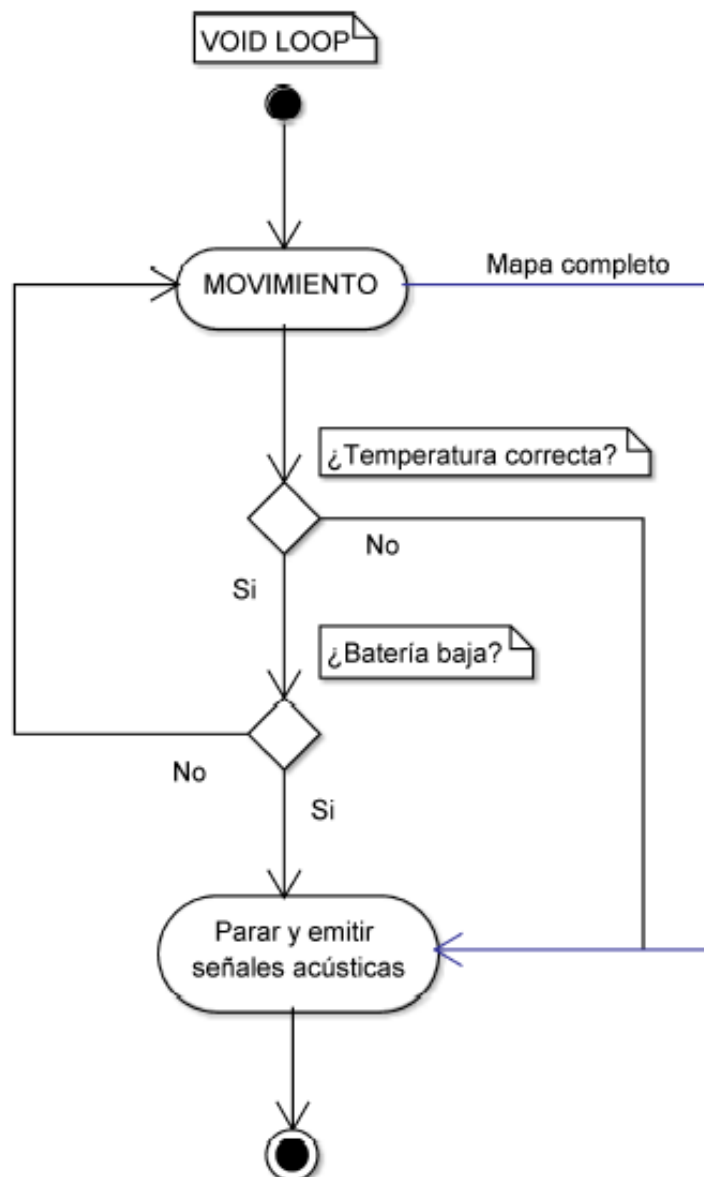 VOID LOOP
MOVIMIENTO
Mapa completo
¿Temperatura correcta?
No
Si
¿Batería baja?
No
Si
Parar y emitir
señales acústicas